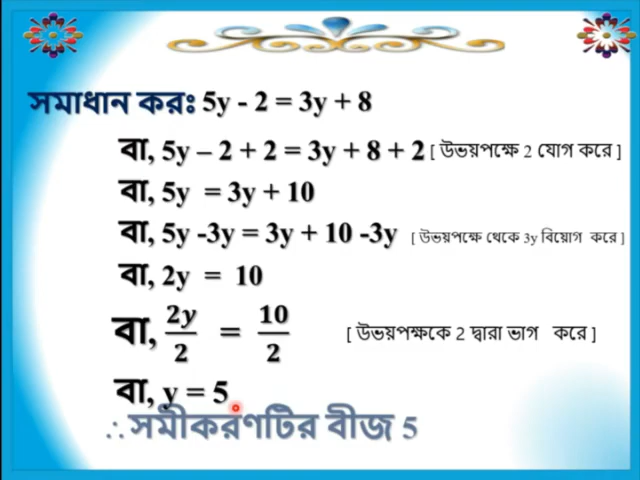 সমাধান করঃ 5y - 2 = 3y + 8
বা, 5y – 2 + 2 = 3y + 8 + 2 [ উভয়পক্ষে 2 যোগ করে ]
বা, 5y = 3y + 10
বা, 5y -3y = 3y + 10 -3y [ উভয়পক্ষে থেকে 3y বিয়োগ করে ]
বা, 2y = 10
বা, 2y/2 = 10/2 [ উভয়পক্ষকে 2 দ্বারা ভাগ করে ]
বা, y = 5
∴ সমীকরণটির বীজ 5